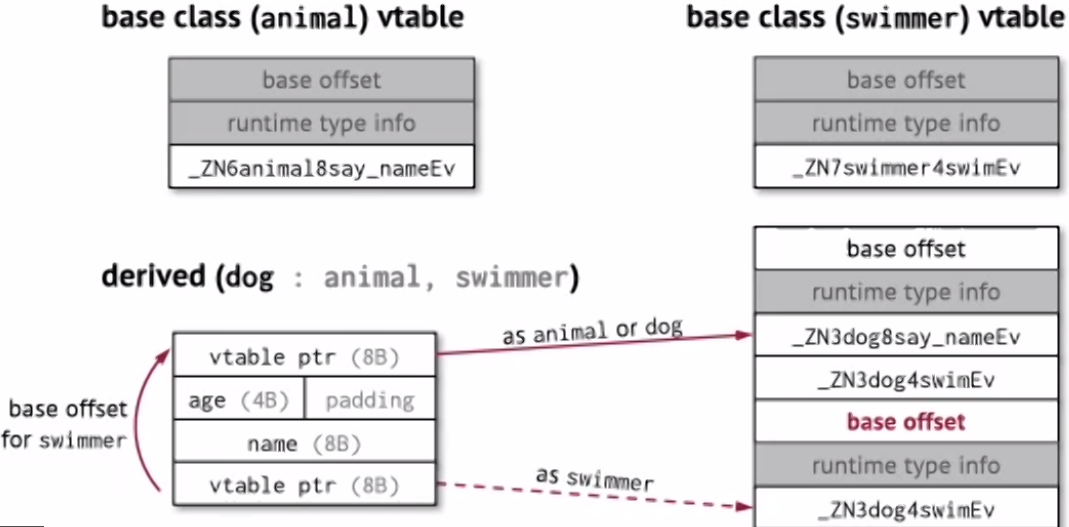 base class (animal) vtable
base offset
runtime type info
_ZN6animal8say_nameEv
base class (swimmer) vtable
base offset
runtime type info
_ZN7swimmer4swimEv
derived (dog : animal, swimmer)
vtable ptr (8B)
age (4B) padding
name (8B)
vtable ptr (8B)
base offset
for swimmer
as animal or dog
as swimmer
base offset
runtime type info
_ZN3dog8say_nameEv
_ZN3dog4swimEv
base offset
runtime type info
_ZN3dog4swimEv